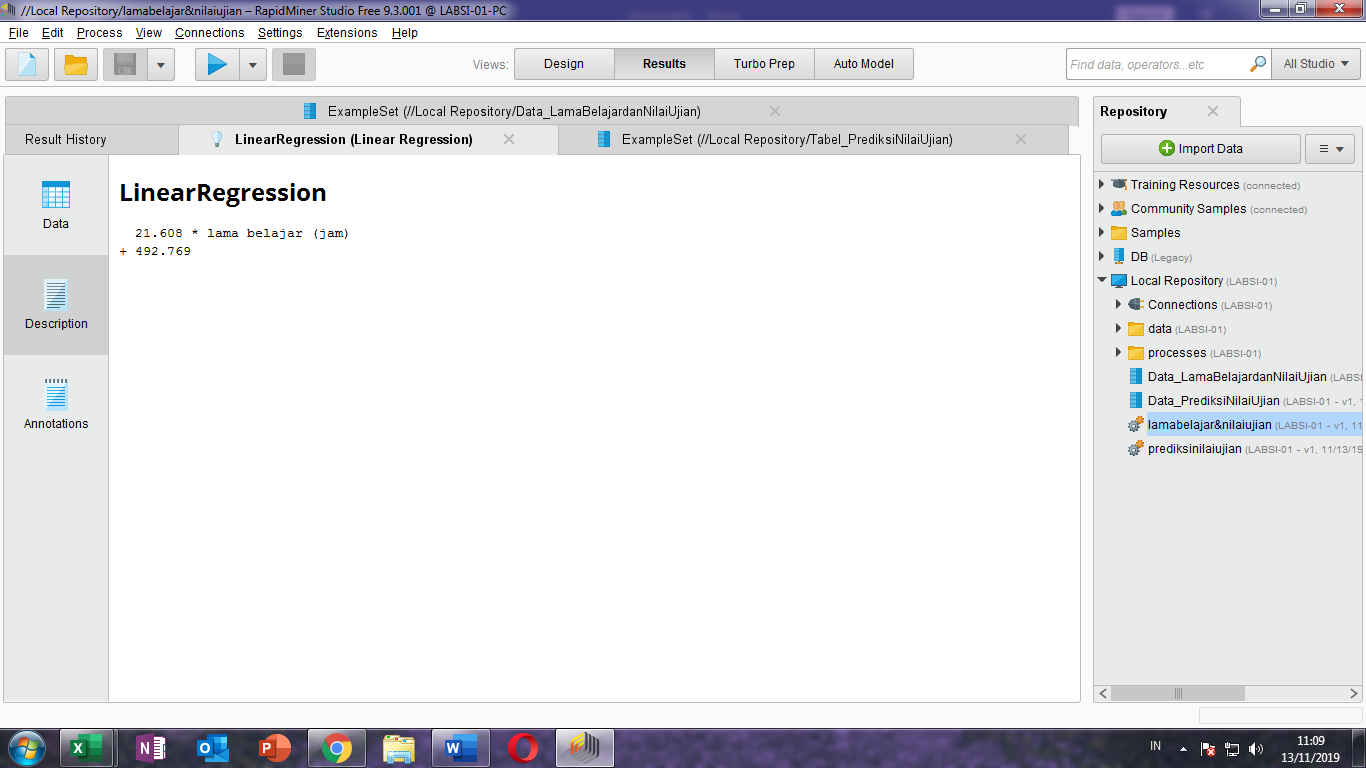 //Local Repository/lamabelajar&nilaiujian – RapidMiner Studio Free 9.3.001 @ LABSI-01-PC
File Edit Process View Connections Settings Extensions Help
Views: Design Results Turbo Prep Auto Model
Find data, operators...etc All Studio
ExampleSet (//Local Repository/Data_LamaBelajardanNilaiUjian)
Result History LinearRegression (Linear Regression) ExampleSet (//Local Repository/Tabel_PrediksiNilaiUjian)
Data
Description
Annotations
LinearRegression
21.608 * lama belajar (jam)
+ 492.769
Repository
Import Data
Training Resources (connected)
Community Samples (connected)
Samples
DB (Legacy)
Local Repository (LABSI-01)
Connections (LABSI-01)
data (LABSI-01)
processes (LABSI-01)
Data_LamaBelajardanNilaiUjian (LABSI
Data_PrediksiNilaiUjian (LABSI-01 - v1, 1
lamabelajar&nilaiujian (LABSI-01 - v1, 11
prediksinilaiujian (LABSI-01 - v1, 11/13/19
IN
11:09
13/11/2019